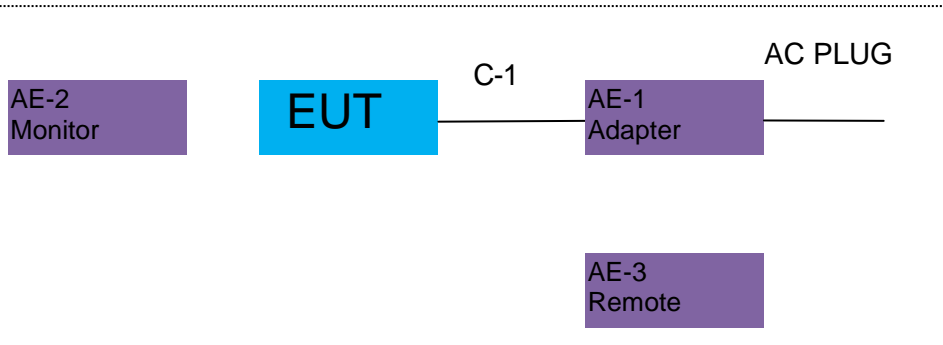 AC PLUG
C-1
AE-2
Monitor
EUT
AE-1
Adapter
AE-3
Remote